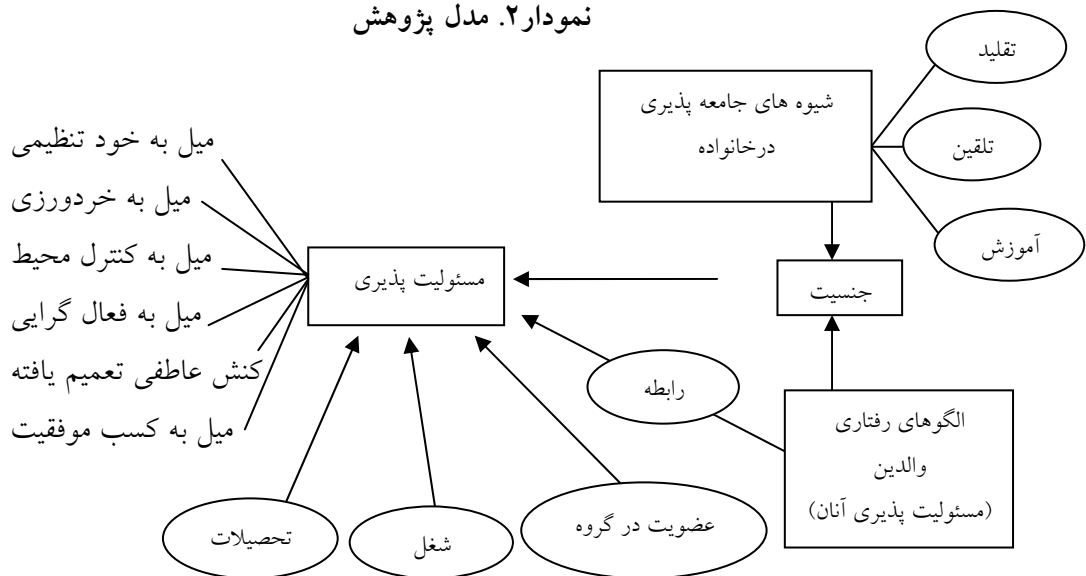 نمودار۲. مدل پژوهش
تقلید
شیوه های جامعه پذیری
درخانواده
تلقین
آموزش
میل به خود تنظیمی
میل به خردورزی
میل به کنترل محیط
میل به فعال گرایی
کنش عاطفی تعمیم یافته
میل به کسب موفقیت
مسئولیت پذیری
جنسیت
رابطه
الگوهای رفتاری
والدین
(مسئولیت پذیری آنان)
عضویت در گروه
شغل
تحصیلات